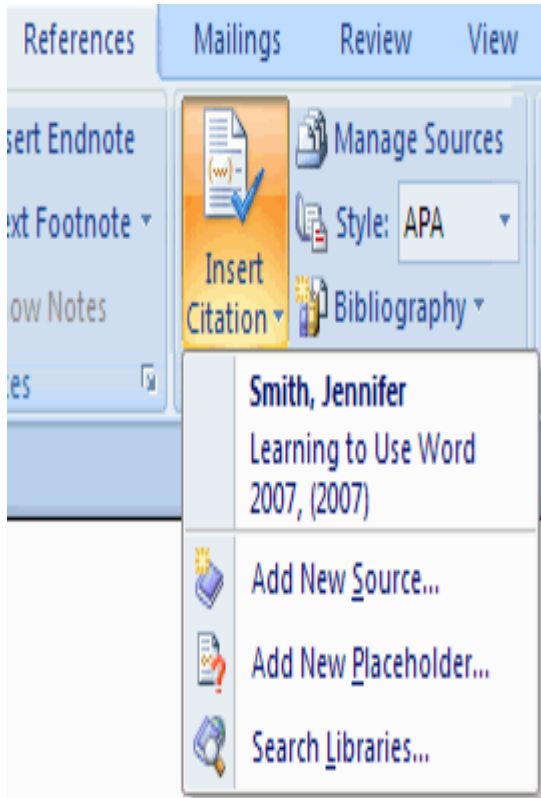 References Mailings Review View
sert Endnote
ext Footnote
ow Notes
es
Insert
Citation
Manage Sources
Style: APA
Bibliography
Smith, Jennifer
Learning to Use Word
2007, (2007)
Add New Source...
Add New Placeholder...
Search Libraries...